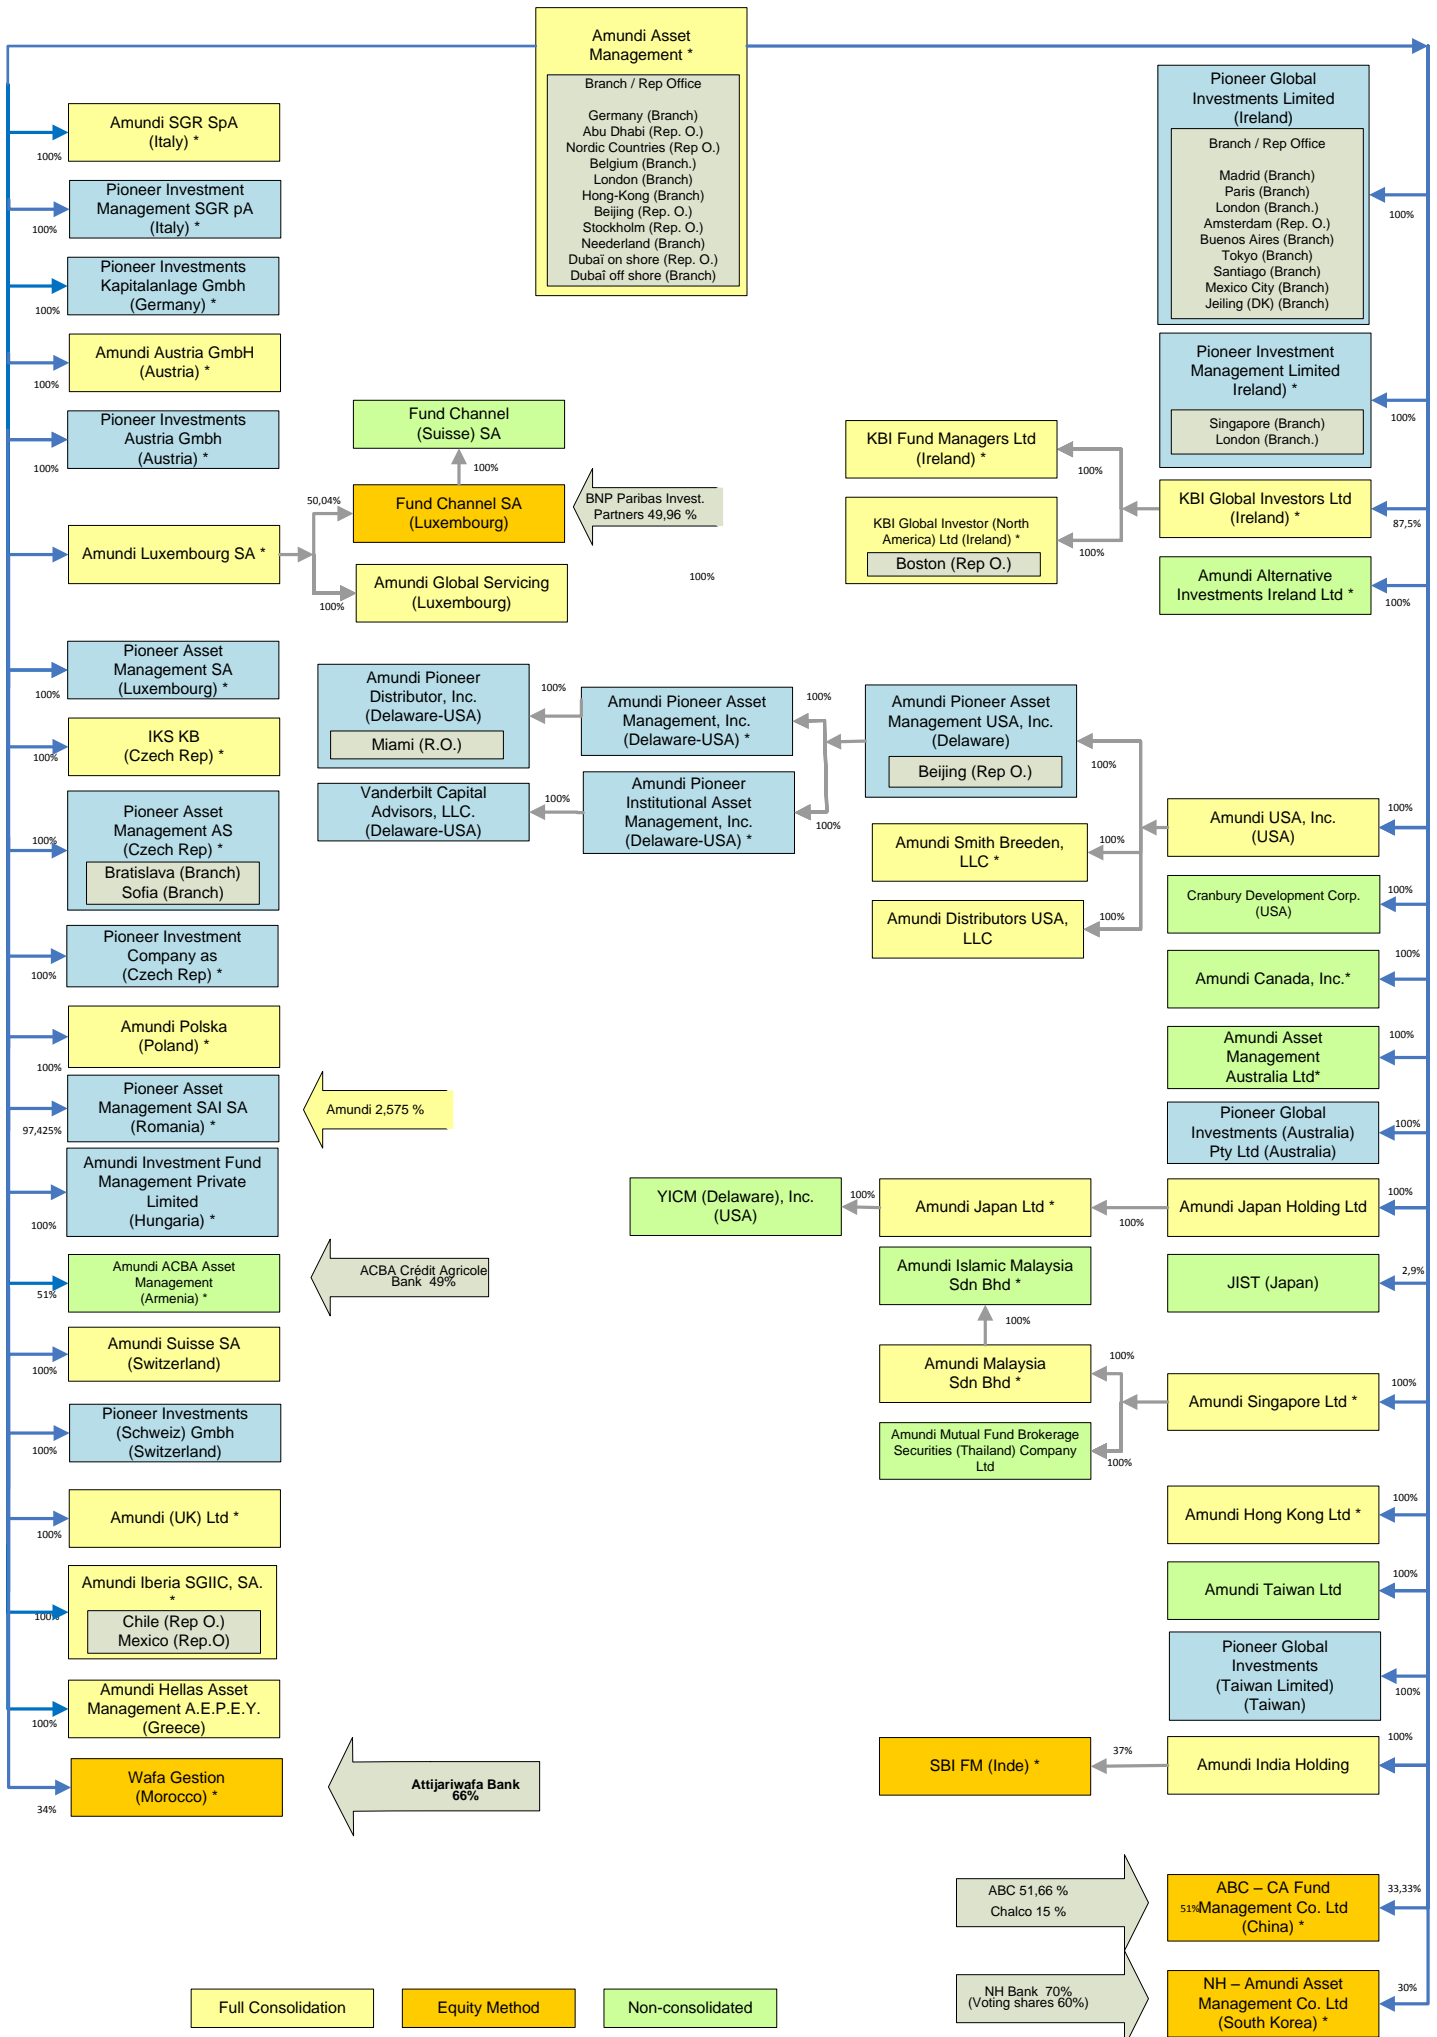 Amundi Asset
Management *
Branch / Rep Office
Germany (Branch)
Abu Dhabi (Rep. O.)
Nordic Countries (Rep O.)
Belgium (Branch.)
London (Branch)
Hong-Kong (Branch)
Beijing (Rep. O.)
Stockholm (Rep. O.)
Neederland (Branch)
Dubaï on shore (Rep. O.)
Dubaî off shore (Branch)
Amundi SGR SpA
(Italy) *
100%
Pioneer Investment
Management SGR pA
(Italy) *
100%
Pioneer Investments
Kapitalanlage Gmbh
(Germany) *
100%
Amundi Austria GmbH
(Austria) *
100%
Pioneer Investments
Austria Gmbh
(Austria) *
100%
Amundi Luxembourg SA *
50,04%
Fund Channel
(Suisse) SA
100%
Fund Channel SA
(Luxembourg)
BNP Paribas Invest.
Partners 49,96 %
Amundi Global Servicing
(Luxembourg)
100%
100%
100%
Pioneer Asset
Management SA
(Luxembourg) *
100%
IKS KB
(Czech Rep) *
100%
Pioneer Asset
Management AS
(Czech Rep) *
Bratislava (Branch)
Sofia (Branch)
100%
Pioneer Investment
Company as
(Czech Rep) *
100%
Amundi Polska
(Poland) *
100%
Pioneer Asset
Management SAI SA
(Romania) *
97,425%
Amundi 2,575 %
Amundi Investment Fund
Management Private
Limited
(Hungaria) *
100%
Amundi ACBA Asset
Management
(Armenia) *
51%
ACBA Crédit Agricole
Bank  49%
Amundi Suisse SA
(Switzerland)
100%
Pioneer Investments
(Schweiz) Gmbh
(Switzerland)
100%
Amundi (UK) Ltd *
100%
Amundi Iberia SGIIC, SA.
*
Chile (Rep O.)
Mexico (Rep.O)
100%
Amundi Hellas Asset
Management A.E.P.E.Y.
(Greece)
100%
Wafa Gestion
(Morocco) *
34%
Attijariwafa Bank
66%
Pioneer Global
Investments Limited
(Ireland)
Branch / Rep Office
Madrid (Branch)
Paris (Branch)
London (Branch.)
Amsterdam (Rep. O.)
Buenos Aires (Branch)
Tokyo (Branch)
Santiago (Branch)
Mexico City (Branch)
Jeiling (DK) (Branch)
100%
Pioneer Investment
Management Limited
Ireland) *
Singapore (Branch)
London (Branch.)
100%
KBI Fund Managers Ltd
(Ireland) *
100%
KBI Global Investor (North
America) Ltd (Ireland) *
Boston (Rep O.)
100%
KBI Global Investors Ltd
(Ireland) *
87,5%
Amundi Alternative
Investments Ireland Ltd *
100%
Amundi Pioneer
Distributor, Inc.
(Delaware-USA)
Miami (R.O.)
100%
Amundi Pioneer Asset
Management, Inc.
(Delaware-USA) *
100%
Amundi Pioneer Asset
Management USA, Inc.
(Delaware)
Beijing (Rep O.)
100%
Vanderbilt Capital
Advisors, LLC.
(Delaware-USA)
100%
Amundi Pioneer
Institutional Asset
Management, Inc.
(Delaware-USA) *
100%
Amundi Smith Breeden,
LLC *
100%
Amundi Distributors USA,
LLC
100%
Amundi USA, Inc.
(USA)
100%
Cranbury Development Corp.
(USA)
100%
Amundi Canada, Inc.*
100%
Amundi Asset
Management
Australia Ltd*
100%
Pioneer Global
Investments (Australia)
Pty Ltd (Australia)
100%
YICM (Delaware), Inc.
(USA)
100%
Amundi Japan Ltd *
100%
Amundi Japan Holding Ltd
100%
Amundi Islamic Malaysia
Sdn Bhd *
100%
JIST (Japan)
2,9%
Amundi Malaysia
Sdn Bhd *
100%
Amundi Singapore Ltd *
100%
Amundi Mutual Fund Brokerage
Securities (Thailand) Company
Ltd
100%
Amundi Hong Kong Ltd *
100%
Amundi Taiwan Ltd
100%
Pioneer Global
Investments
(Taiwan Limited)
(Taiwan)
100%
SBI FM (Inde) *
37%
Amundi India Holding
100%
ABC 51,66 %
Chalco 15 %
ABC – CA Fund
51%
Management Co. Ltd
(China) *
33,33%
NH Bank  70%
(Voting shares 60%)
NH – Amundi Asset
Management Co. Ltd
(South Korea) *
30%
Full Consolidation
Equity Method
Non-consolidated